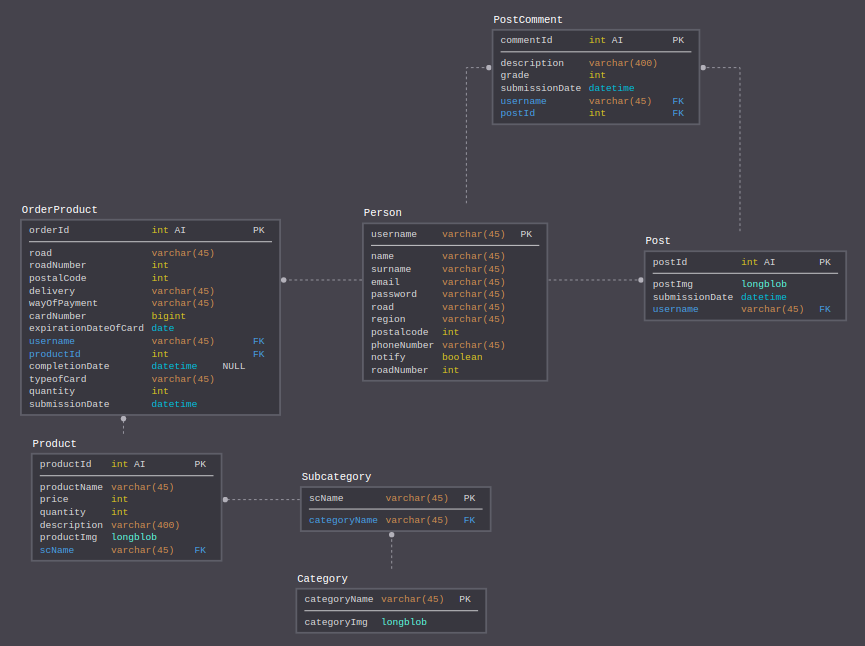 PostComment
commentId int AI PK
description varchar(400)
grade int
submissionDate datetime
username varchar(45) FK
postId int FK
OrderProduct
orderId int AI PK
road varchar(45)
roadNumber int
postalCode int
delivery varchar(45)
wayOfPayment varchar(45)
cardNumber bigint
expirationDateOfCard date
username varchar(45) FK
productId int FK
completionDate datetime NULL
typeofCard varchar(45)
quantity int
submissionDate datetime
Person
username varchar(45) PK
name varchar(45)
surname varchar(45)
email varchar(45)
password varchar(45)
road varchar(45)
region varchar(45)
postalcode int
phoneNumber varchar(45)
notify boolean
roadNumber int
Post
postId int AI PK
postImg longblob
submissionDate datetime
username varchar(45) FK
Product
productId int AI PK
productName varchar(45)
price int
quantity int
description varchar(400)
productImg longblob
scName varchar(45) FK
Subcategory
scName varchar(45) PK
categoryName varchar(45) FK
Category
categoryName varchar(45) PK
categoryImg longblob